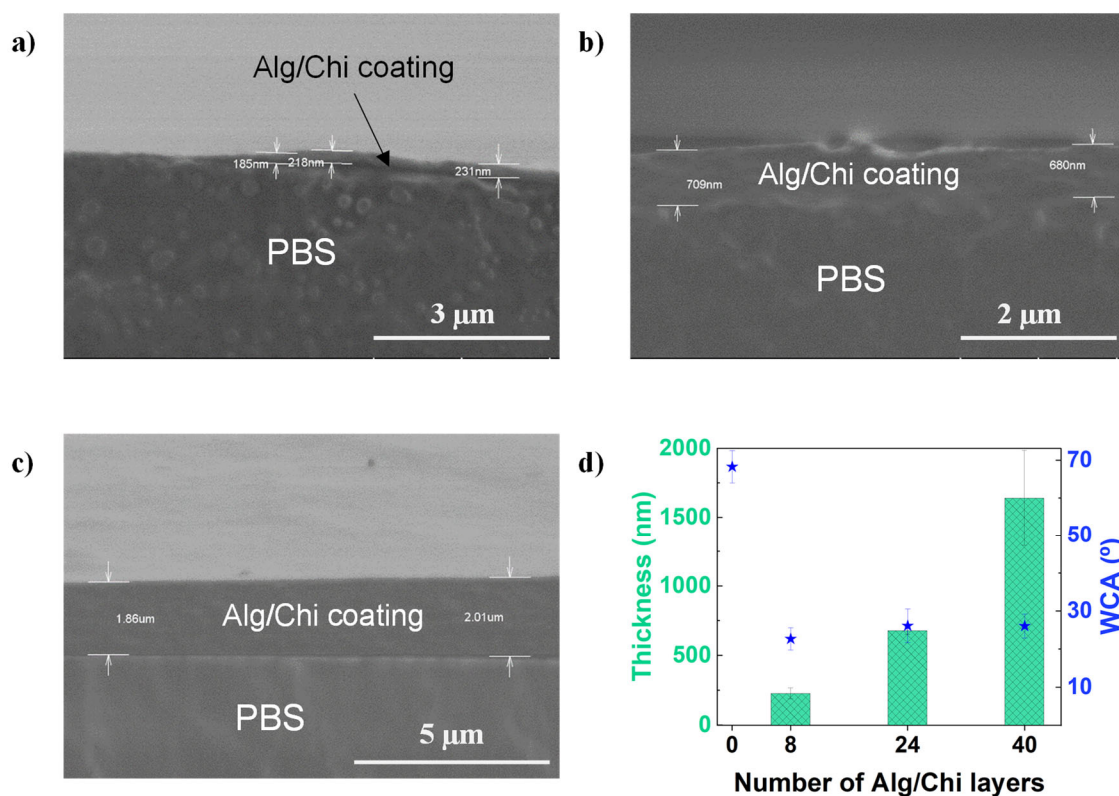 a)
Alg/Chi coating
185nm
218nm
231nm
PBS
3 μm
b)
709nm
Alg/Chi coating
680nm
PBS
2 μm
c)
1.86um
Alg/Chi coating
2.01um
PBS
5 μm
d)
Thickness (nm)
2000
1500
1000
500
0
70
50
30
10
WCA (º)
0 8 24 40
Number of Alg/Chi layers